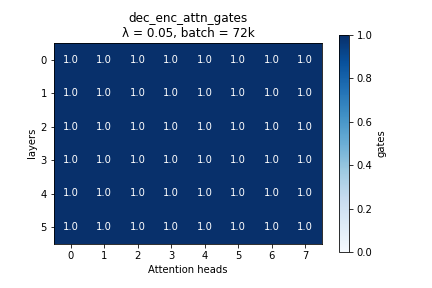 dec_enc_attn_gates
λ = 0.05, batch = 72k
layers
0 1.0 1.0 1.0 1.0 1.0 1.0 1.0 1.0
1 1.0 1.0 1.0 1.0 1.0 1.0 1.0 1.0
2 1.0 1.0 1.0 1.0 1.0 1.0 1.0 1.0
3 1.0 1.0 1.0 1.0 1.0 1.0 1.0 1.0
4 1.0 1.0 1.0 1.0 1.0 1.0 1.0 1.0
5 1.0 1.0 1.0 1.0 1.0 1.0 1.0 1.0
0 1 2 3 4 5 6 7
Attention heads
1.0
0.8
0.6
0.4
0.2
0.0
gates